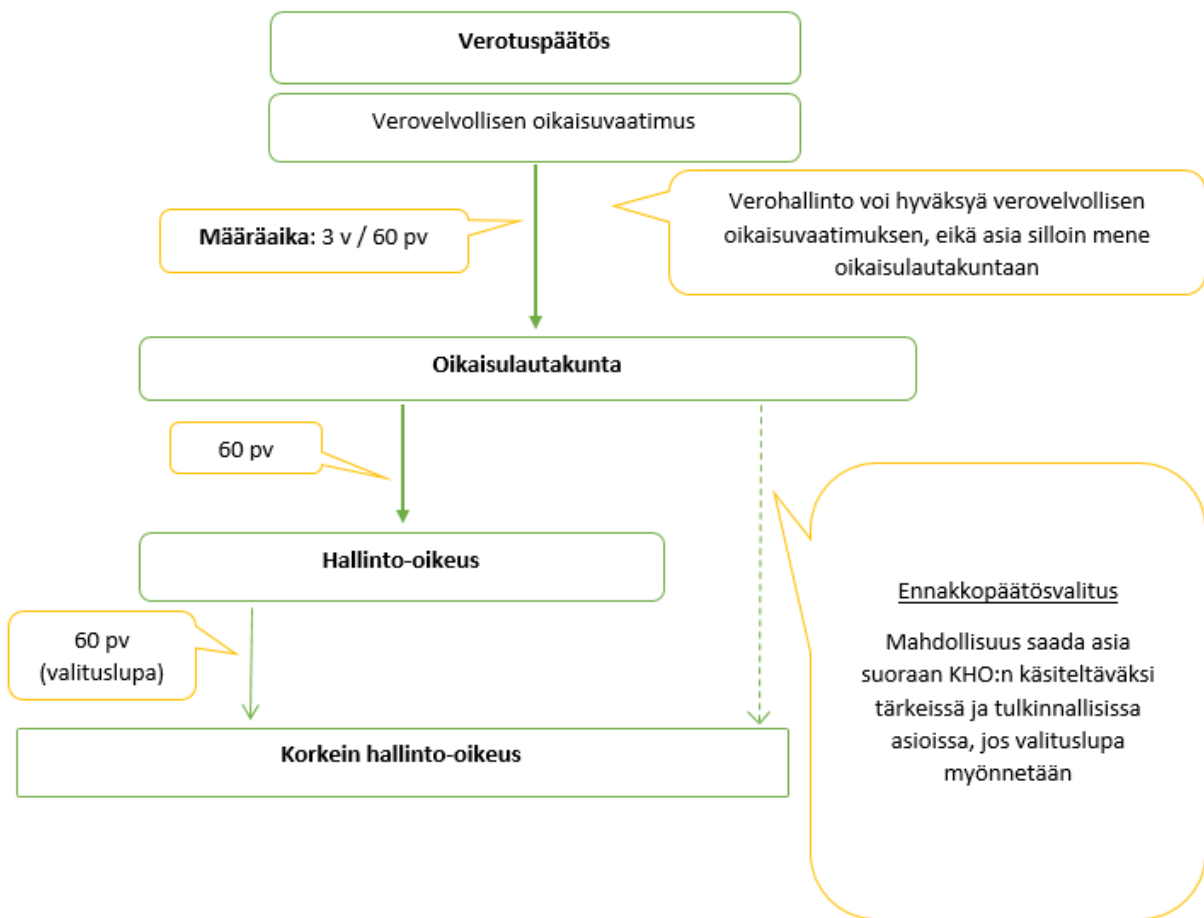 Verotuspäätös
Verovelvollisen oikaisuvaatimus
Määräaika: 3 v / 60 pv
Verohallinto voi hyväksyä verovelvollisen
oikaisuvaatimuksen, eikä asia silloin mene
oikaisulautakuntaan
Oikaisulautakunta
60 pv
Hallinto-oikeus
60 pv
(valituslupa)
Ennakkopäätösvalitus
Mahdollisuus saada asia
suoraan KHO:n käsiteltäväksi
tärkeissä ja tulkinnallisissa
asioissa, jos valituslupa
myönnetään
Korkein hallinto-oikeus